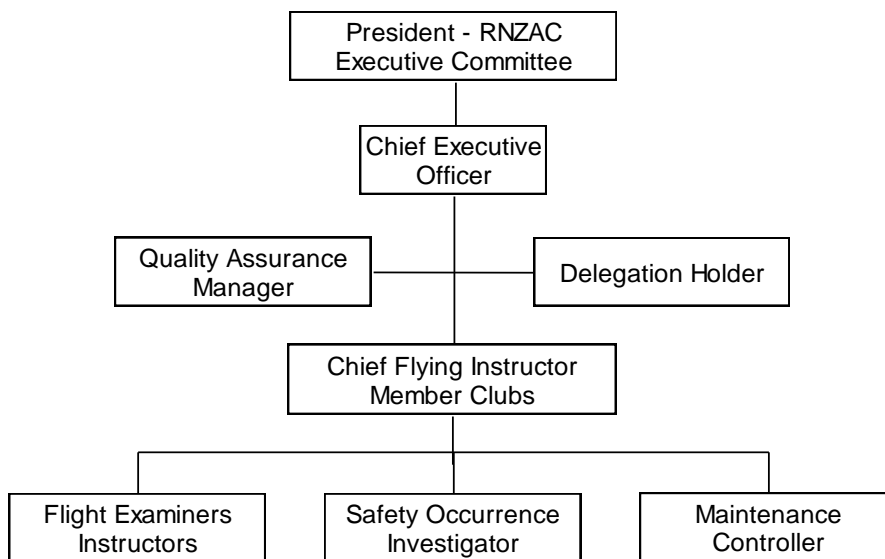 President - RNZAC
Executive Committee
Chief Executive
Officer
Quality Assurance
Manager
Delegation Holder
Chief Flying Instructor
Member Clubs
Flight Examiners
Instructors
Safety Occurrence
Investigator
Maintenance
Controller